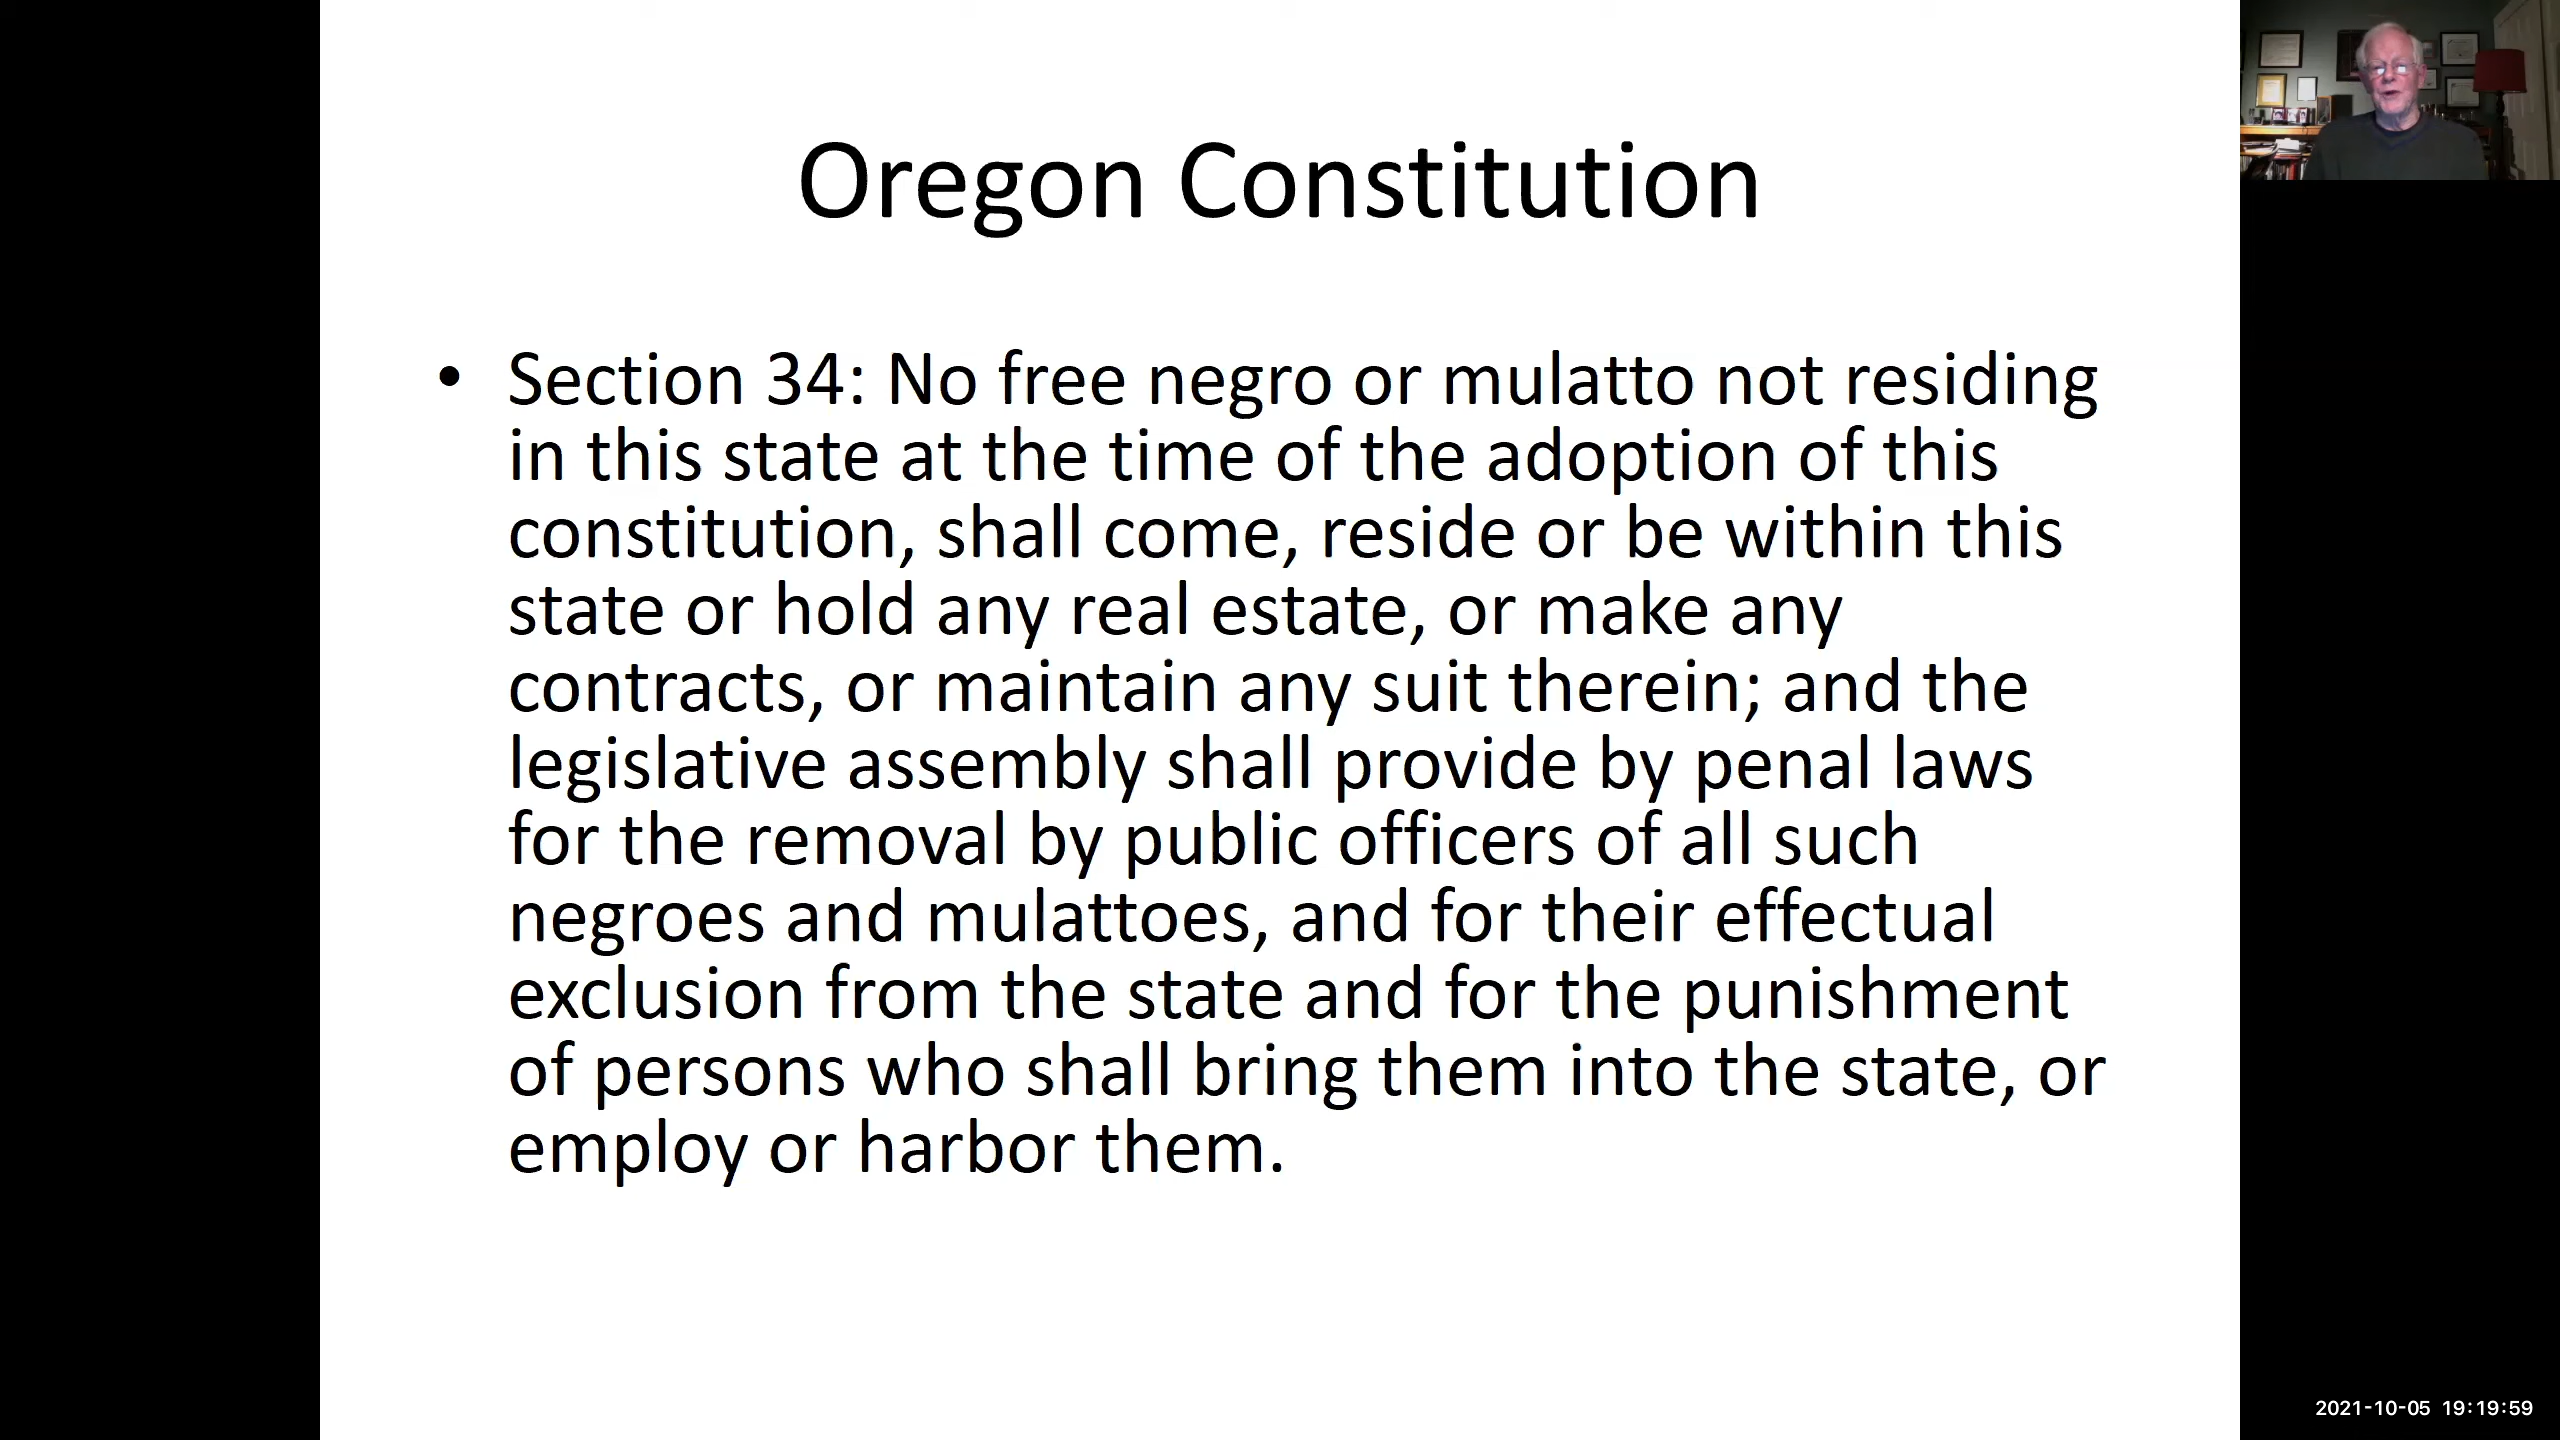 Oregon Constitution
• Section 34: No free negro or mulatto not residing
in this state at the time of the adoption of this
constitution, shall come, reside or be within this
state or hold any real estate, or make any
contracts, or maintain any suit therein; and the
legislative assembly shall provide by penal laws
for the removal by public officers of all such
negroes and mulattoes, and for their effectual
exclusion from the state and for the punishment
of persons who shall bring them into the state, or
employ or harbor them.
2021-10-05 19:19:59